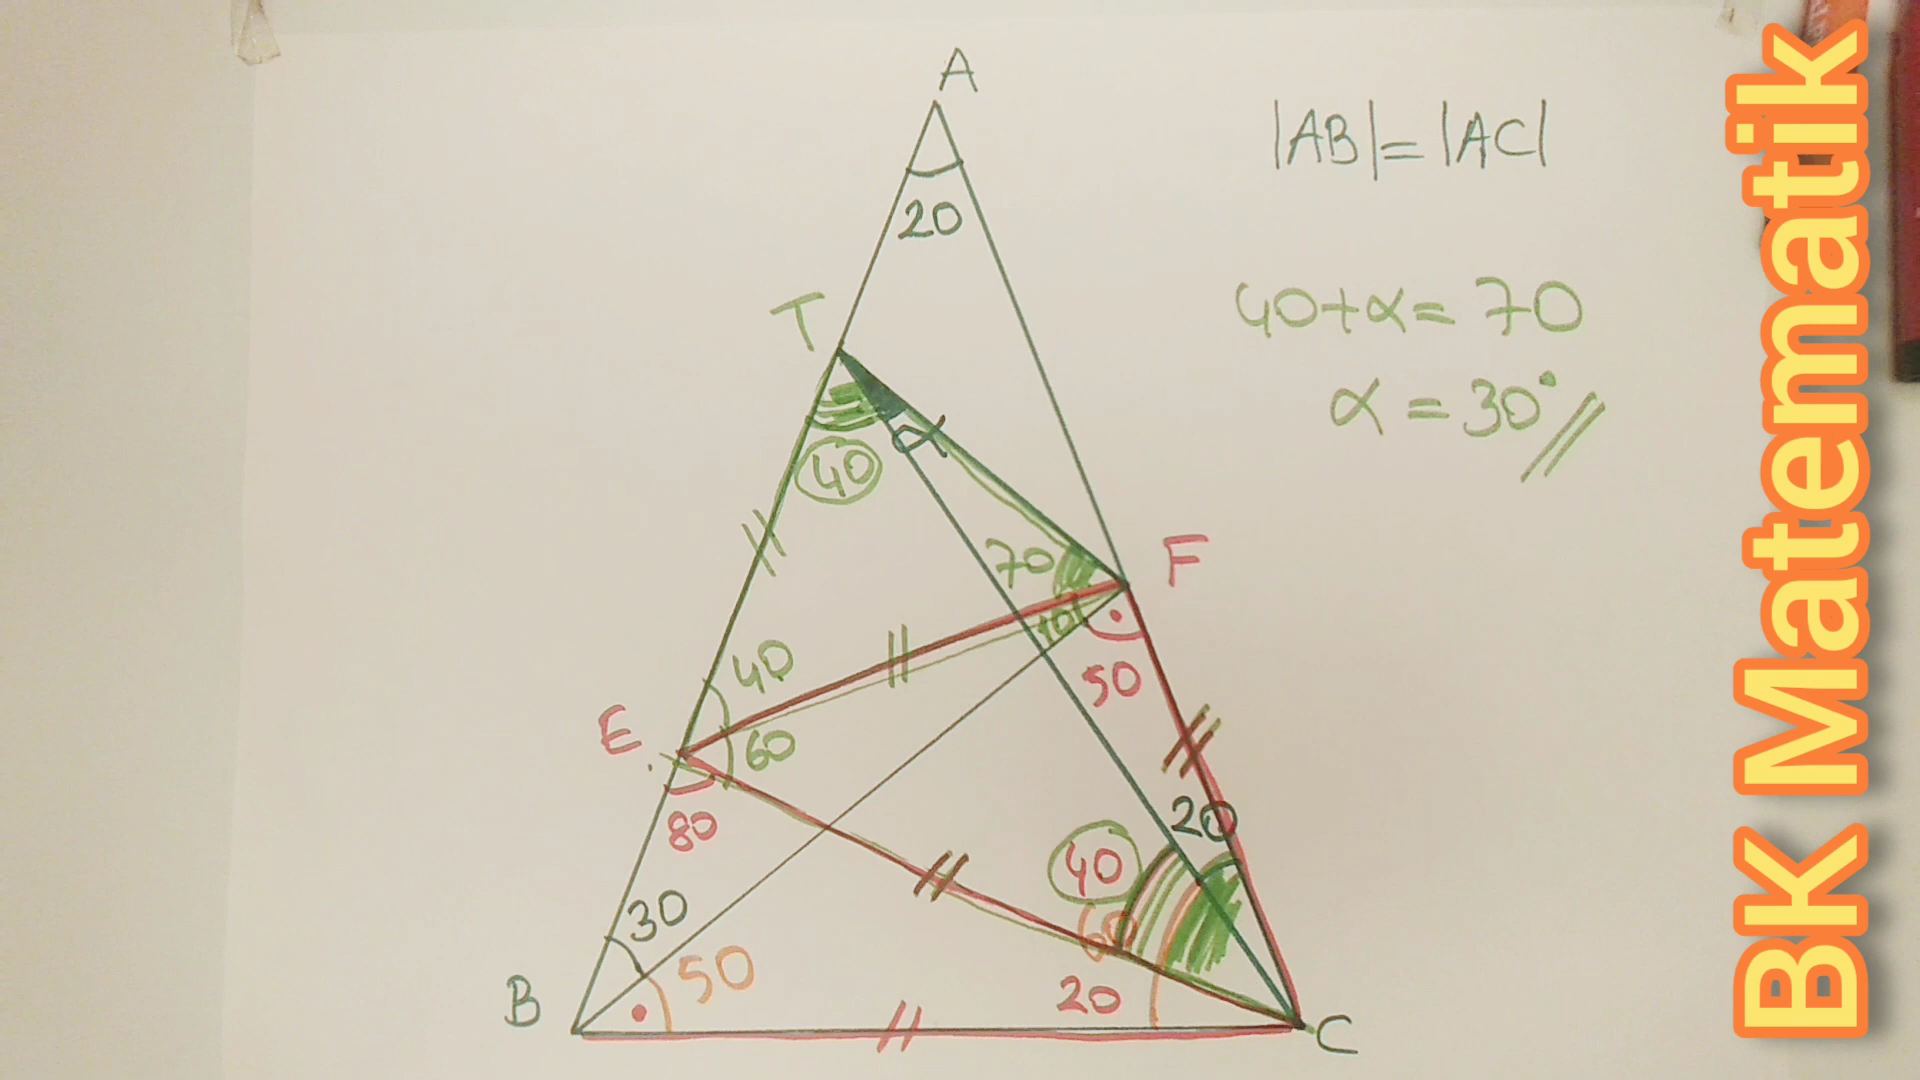 A
|AB| = |AC|
20
T
40 + α = 70
α = 30° //
α
40
70
F
10
50
40
E
60
80
20
40
30
60
50
20
B
C
BK Matematik